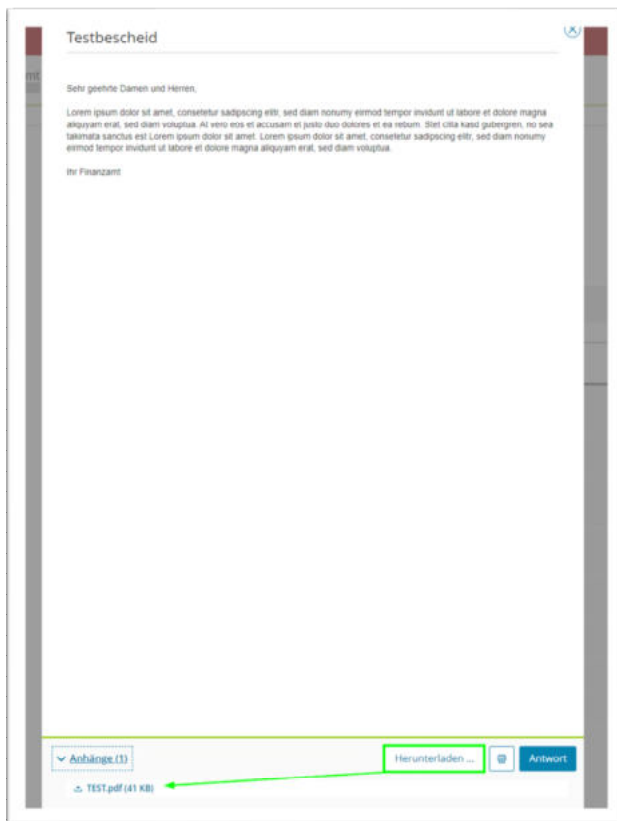 Testbescheid
mt
Sehr geehrte Damen und Herren,
Lorem ipsum dolor sit amet, consetetur sadipscing elitr, sed diam nonumy eirmod tempor invidunt ut labore et dolore magna
aliquyam erat, sed diam voluptua. At vero eos et accusam et justo duo dolores et ea rebum. Stet clita kasd gubergren, no sea
takimata sanctus est Lorem ipsum dolor sit amet. Lorem ipsum dolor sit amet, consetetur sadipscing elitr, sed diam nonumy
eirmod tempor invidunt ut labore et dolore magna aliquyam erat, sed diam voluptua.
Ihr Finanzamt
Anhänge (1)
Herunterladen ...
Antwort
TEST.pdf (41 KB)